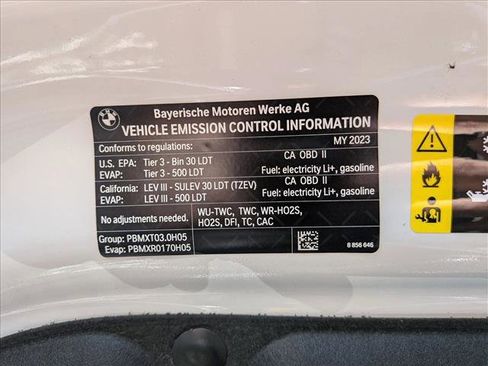 BMW
Bayerische Motoren Werke AG
VEHICLE EMISSION CONTROL INFORMATION
Conforms to regulations: MY 2023
U.S. EPA: Tier 3 - Bin 30 LDT CA OBD II
EVAP: Tier 3 - 500 LDT Fuel: electricity Li+, gasoline
California: LEV III - SULEV 30 LDT (TZEV) CA OBD II
Evap: LEV III - 500 LDT Fuel: electricity Li+, gasoline
No adjustments needed. WU-TWC, TWC, WR-HO2S,
HO2S, DFI, TC, CAC
Group: PBMXT03.0H05
Evap: PBMXR0170H05 8 856 646